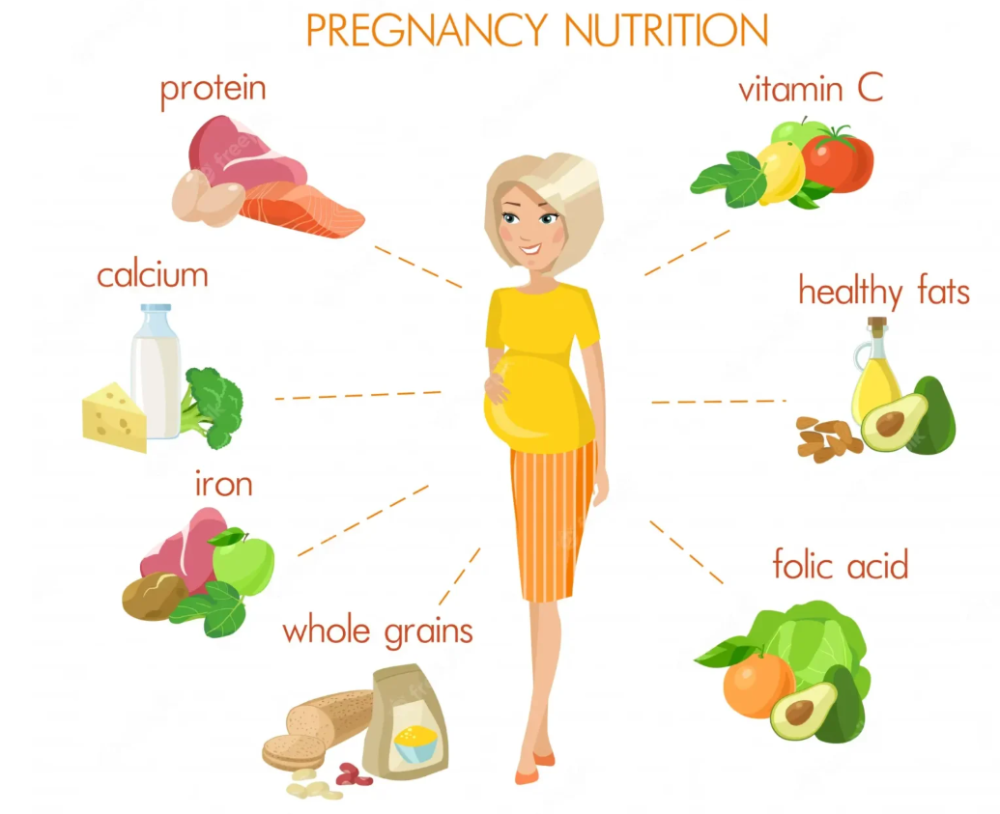 PREGNANCY NUTRITION
protein
vitamin C
calcium
healthy fats
iron
folic acid
whole grains